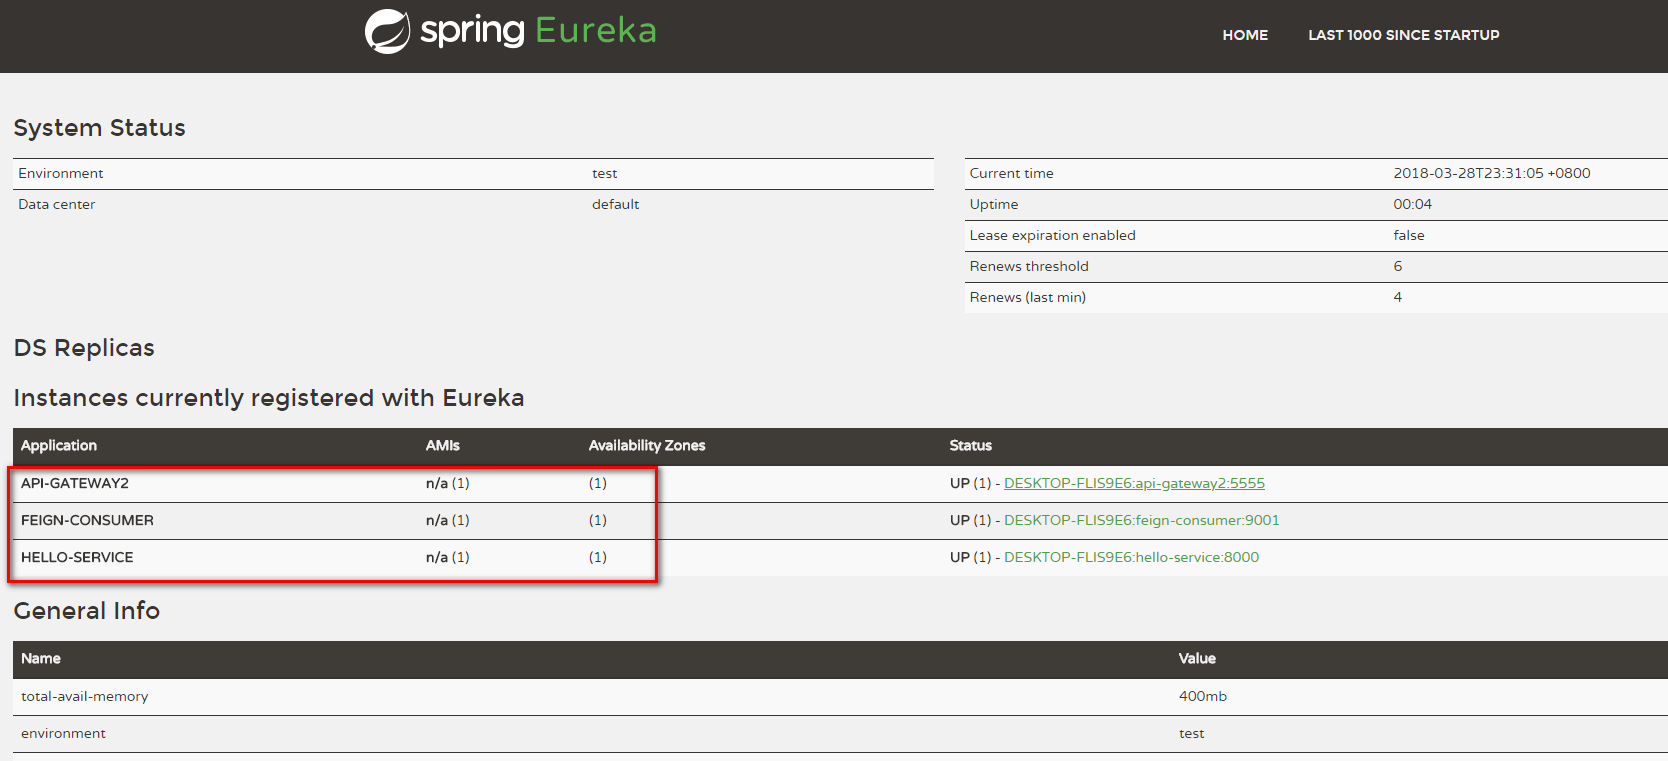 spring Eureka
HOME LAST 1000 SINCE STARTUP
System Status
Environment test
Data center default
Current time 2018-03-28T23:31:05 +0800
Uptime 00:04
Lease expiration enabled false
Renews threshold 6
Renews (last min) 4
DS Replicas
Instances currently registered with Eureka
Application AMIs Availability Zones Status
API-GATEWAY2 n/a (1) (1) UP (1) - DESKTOP-FLIS9E6:api-gateway2:5555
FEIGN-CONSUMER n/a (1) (1) UP (1) - DESKTOP-FLIS9E6:feign-consumer:9001
HELLO-SERVICE n/a (1) (1) UP (1) - DESKTOP-FLIS9E6:hello-service:8000
General Info
Name Value
total-avail-memory 400mb
environment test